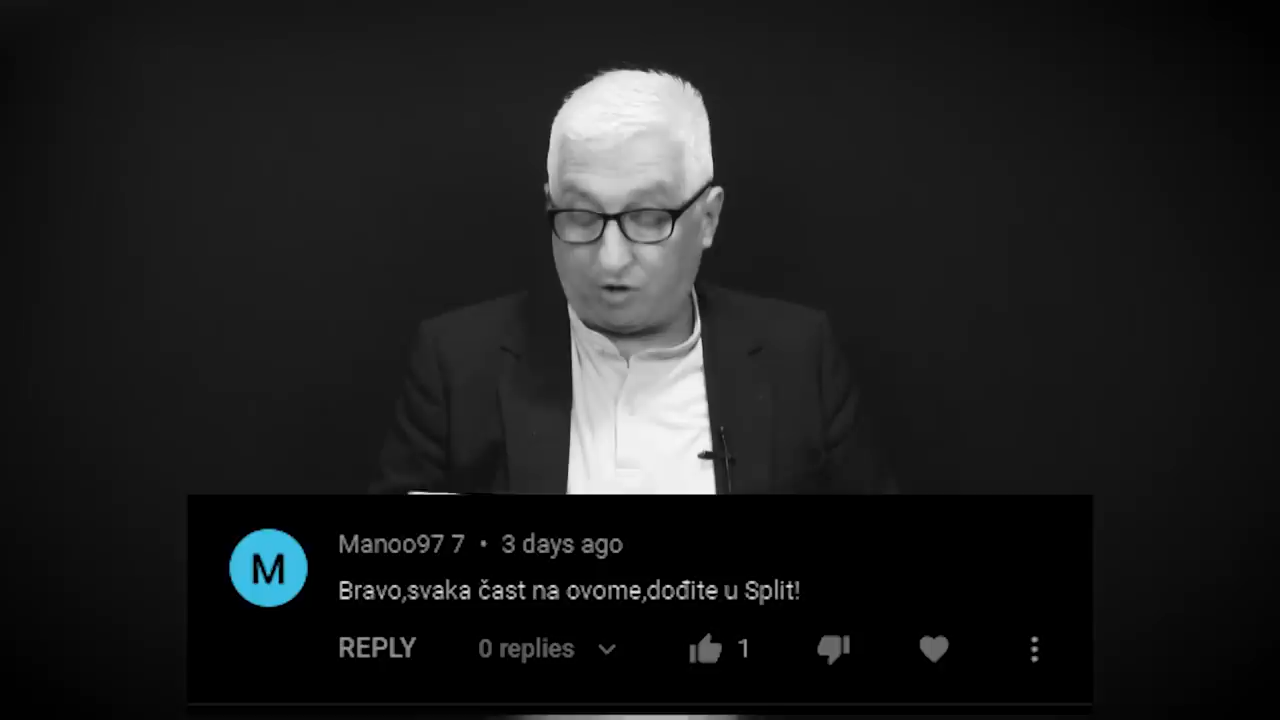 M
Manoo97 7 • 3 days ago
Bravo,svaka čast na ovome,dođite u Split!
REPLY 0 replies 1